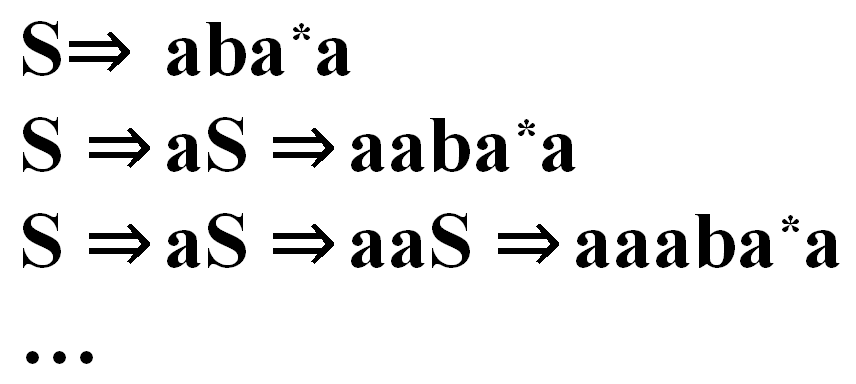 S⇒ aba*a
S ⇒ aS ⇒ aaba*a
S ⇒ aS ⇒ aaS ⇒ aaaba*a
...